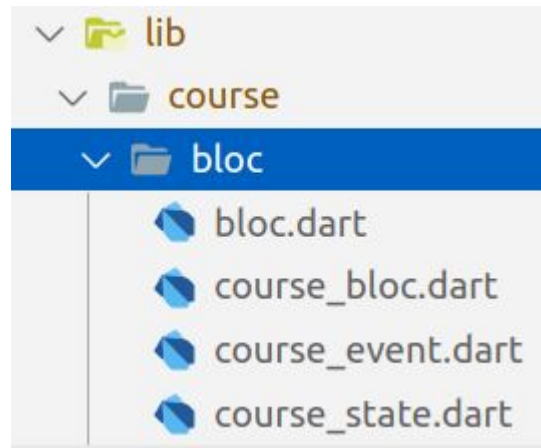 lib
course
bloc
bloc.dart
course_bloc.dart
course_event.dart
course_state.dart